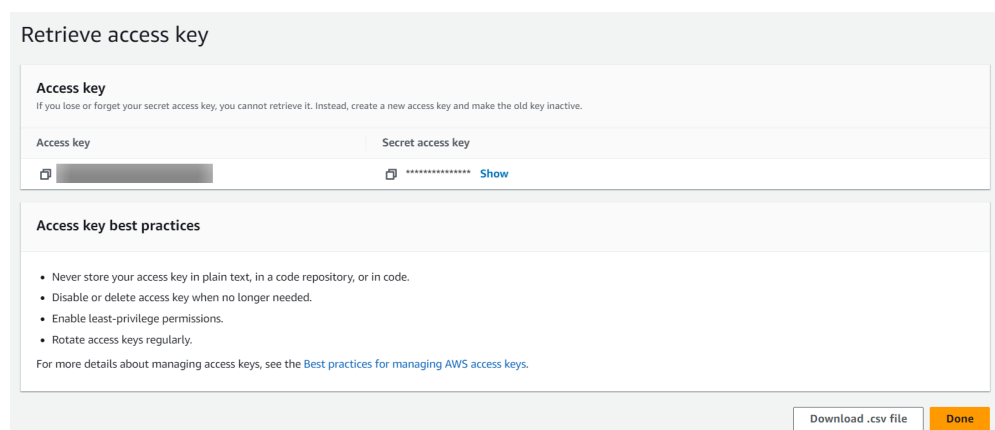 Retrieve access key
Access key
If you lose or forget your secret access key, you cannot retrieve it. Instead, create a new access key and make the old key inactive.
Access key Secret access key
*************** Show
Access key best practices
• Never store your access key in plain text, in a code repository, or in code.
• Disable or delete access key when no longer needed.
• Enable least-privilege permissions.
• Rotate access keys regularly.
For more details about managing access keys, see the Best practices for managing AWS access keys.
Download .csv file Done